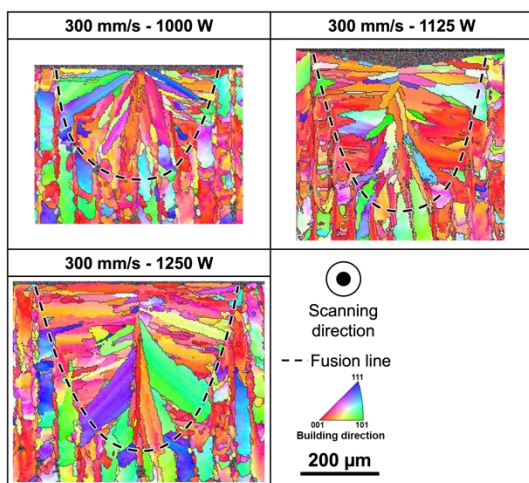 300 mm/s - 1000 W
300 mm/s - 1125 W
300 mm/s - 1250 W
Scanning
direction
Fusion line
111
001
101
Building direction
200 µm